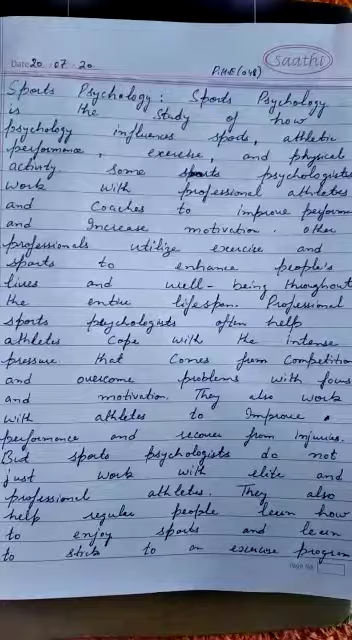 Date 20 . 07 . 20
P.HE(048)
saathi
Sports Psychology : Sports Psychology
is the Study of how
psychology influences spods, athletic
performance, exercise, and physical
activity. Some sports psychologists
work with professional athletes
and Coaches to improve perform
and Increase motivation. other
professionals utilize exercise and
sports to enhance people's
lives and well-being throughout
the entire lifespan. Professional
sports psychologists often help
athletes Cope with the intense
pressure that Comes from Competition
and overcome problems with focus
and motivation. They also work
with athletes to Improve
performance and recover from injuries.
But sports psychologists do not
Just work with elite and
professional athletes. They also
help regular people learn how
to enjoy sports and learn
to stick to an exercise program
Page No.